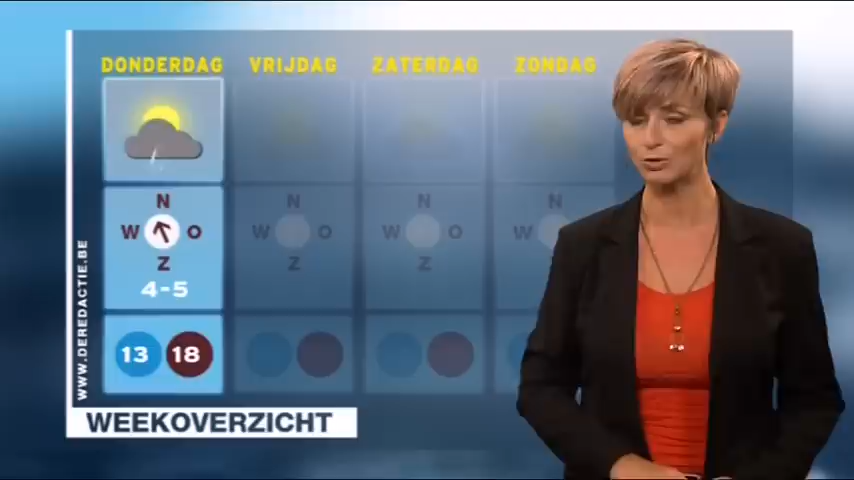 DONDERDAG VRIJDAG ZATERDAG ZONDAG
N N N N
W O W O W O W
Z Z Z
4-5
13 18
WWW.DEREDACTIE.BE
WEEKOVERZICHT